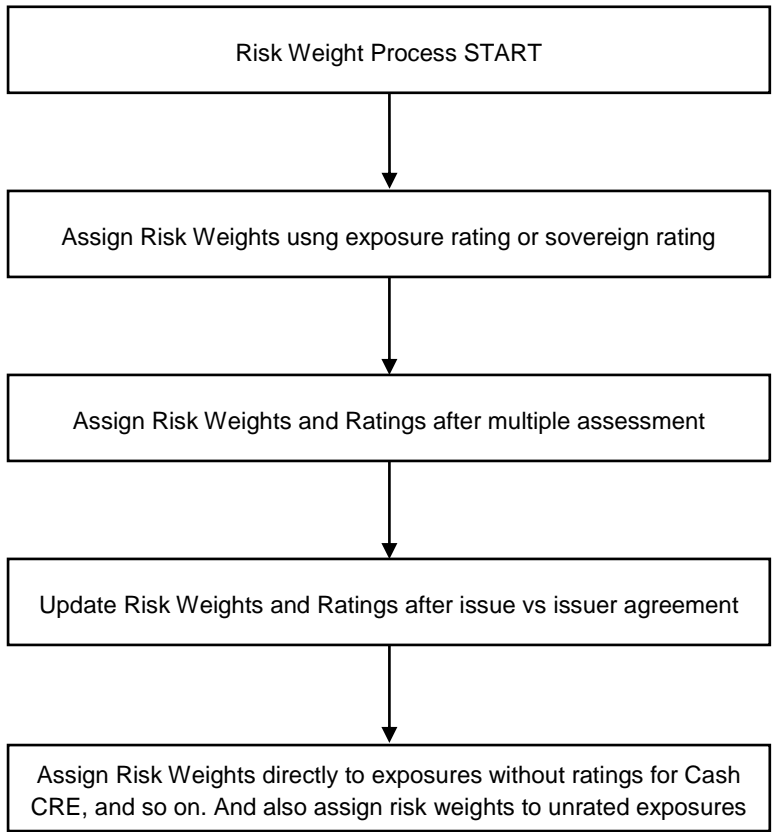 Risk Weight Process START
Assign Risk Weights usng exposure rating or sovereign rating
Assign Risk Weights and Ratings after multiple assessment
Update Risk Weights and Ratings after issue vs issuer agreement
Assign Risk Weights directly to exposures without ratings for Cash
CRE, and so on. And also assign risk weights to unrated exposures